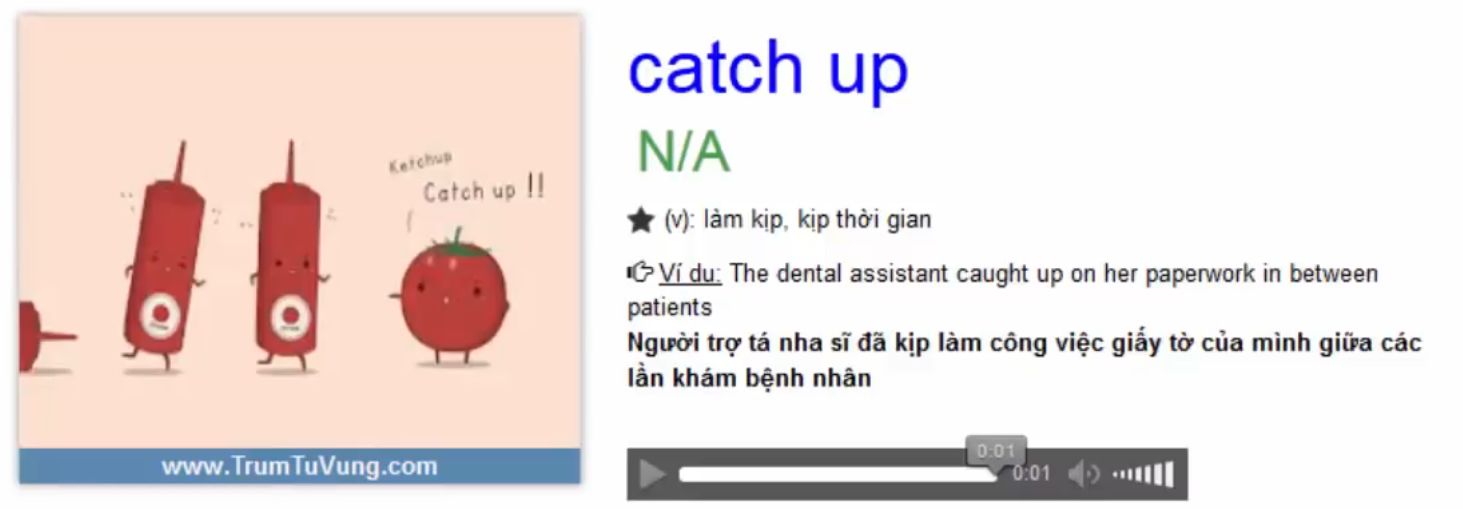 catch up
N/A
(v): làm kịp, kịp thời gian
Ví du: The dental assistant caught up on her paperwork in between
patients
Người trợ tá nha sĩ đã kịp làm công việc giấy tờ của mình giữa các
lần khám bệnh nhân
Ketchup
Catch up !!
www.TrumTuVung.com
0:01
0:01